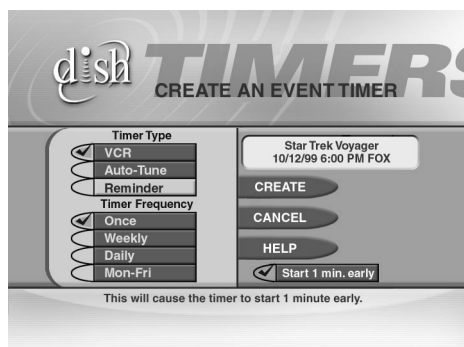 dish
TIMERS
CREATE AN EVENT TIMER
Timer Type
VCR
Auto-Tune
Reminder
Timer Frequency
Once
Weekly
Daily
Mon-Fri
Star Trek Voyager
10/12/99 6:00 PM FOX
CREATE
CANCEL
HELP
Start 1 min. early
This will cause the timer to start 1 minute early.